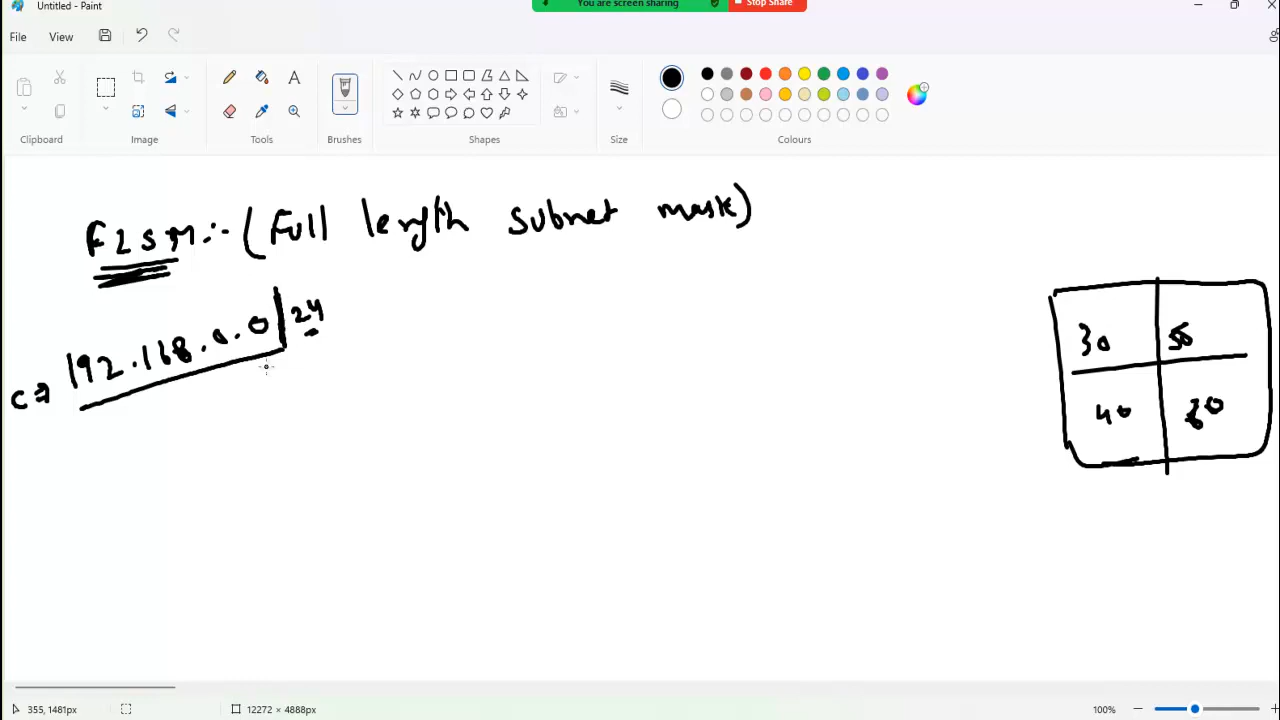 Untitled - Paint
You are screen sharing
Stop Share
File View
Clipboard
Image
Tools
Brushes
Shapes
Size
Colours
FLSM :- (Full length subnet mask)
192.168.0.0/24
C =>
30 50
40 60
355, 1481px
12272 × 4888px
100%